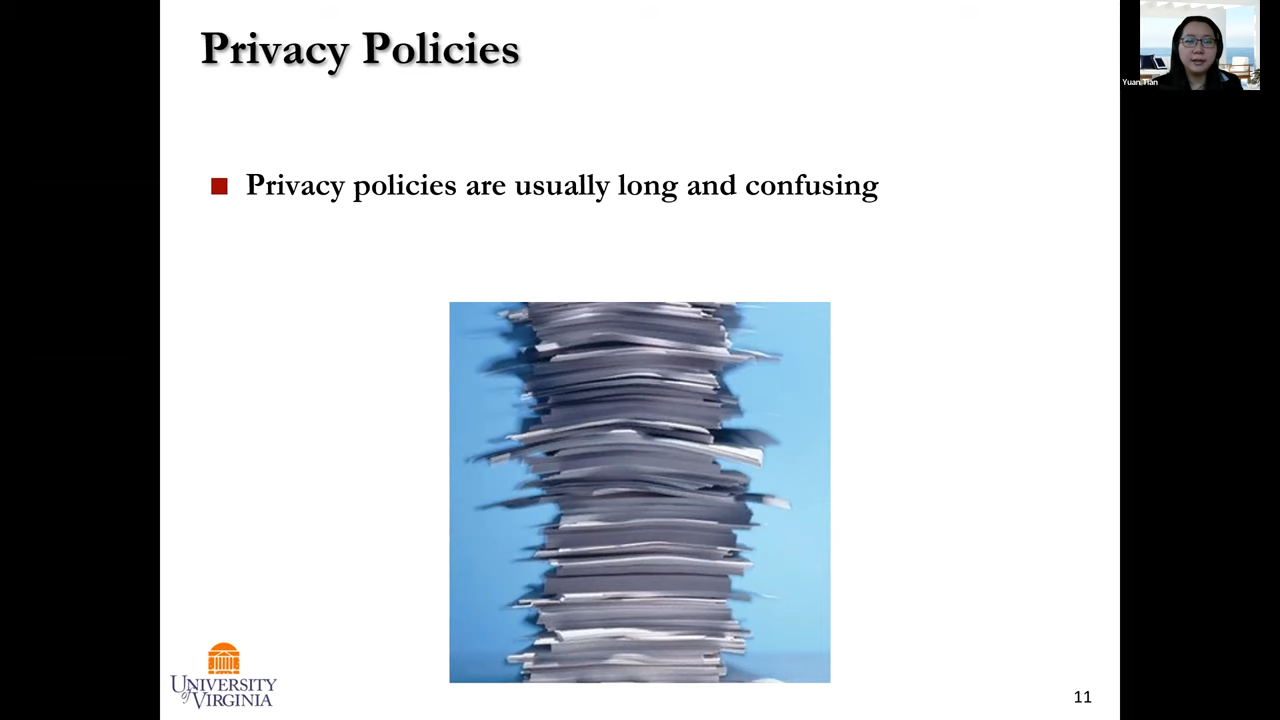 Privacy Policies
Yuan Tian
Privacy policies are usually long and confusing
UNIVERSITY
of VIRGINIA
11